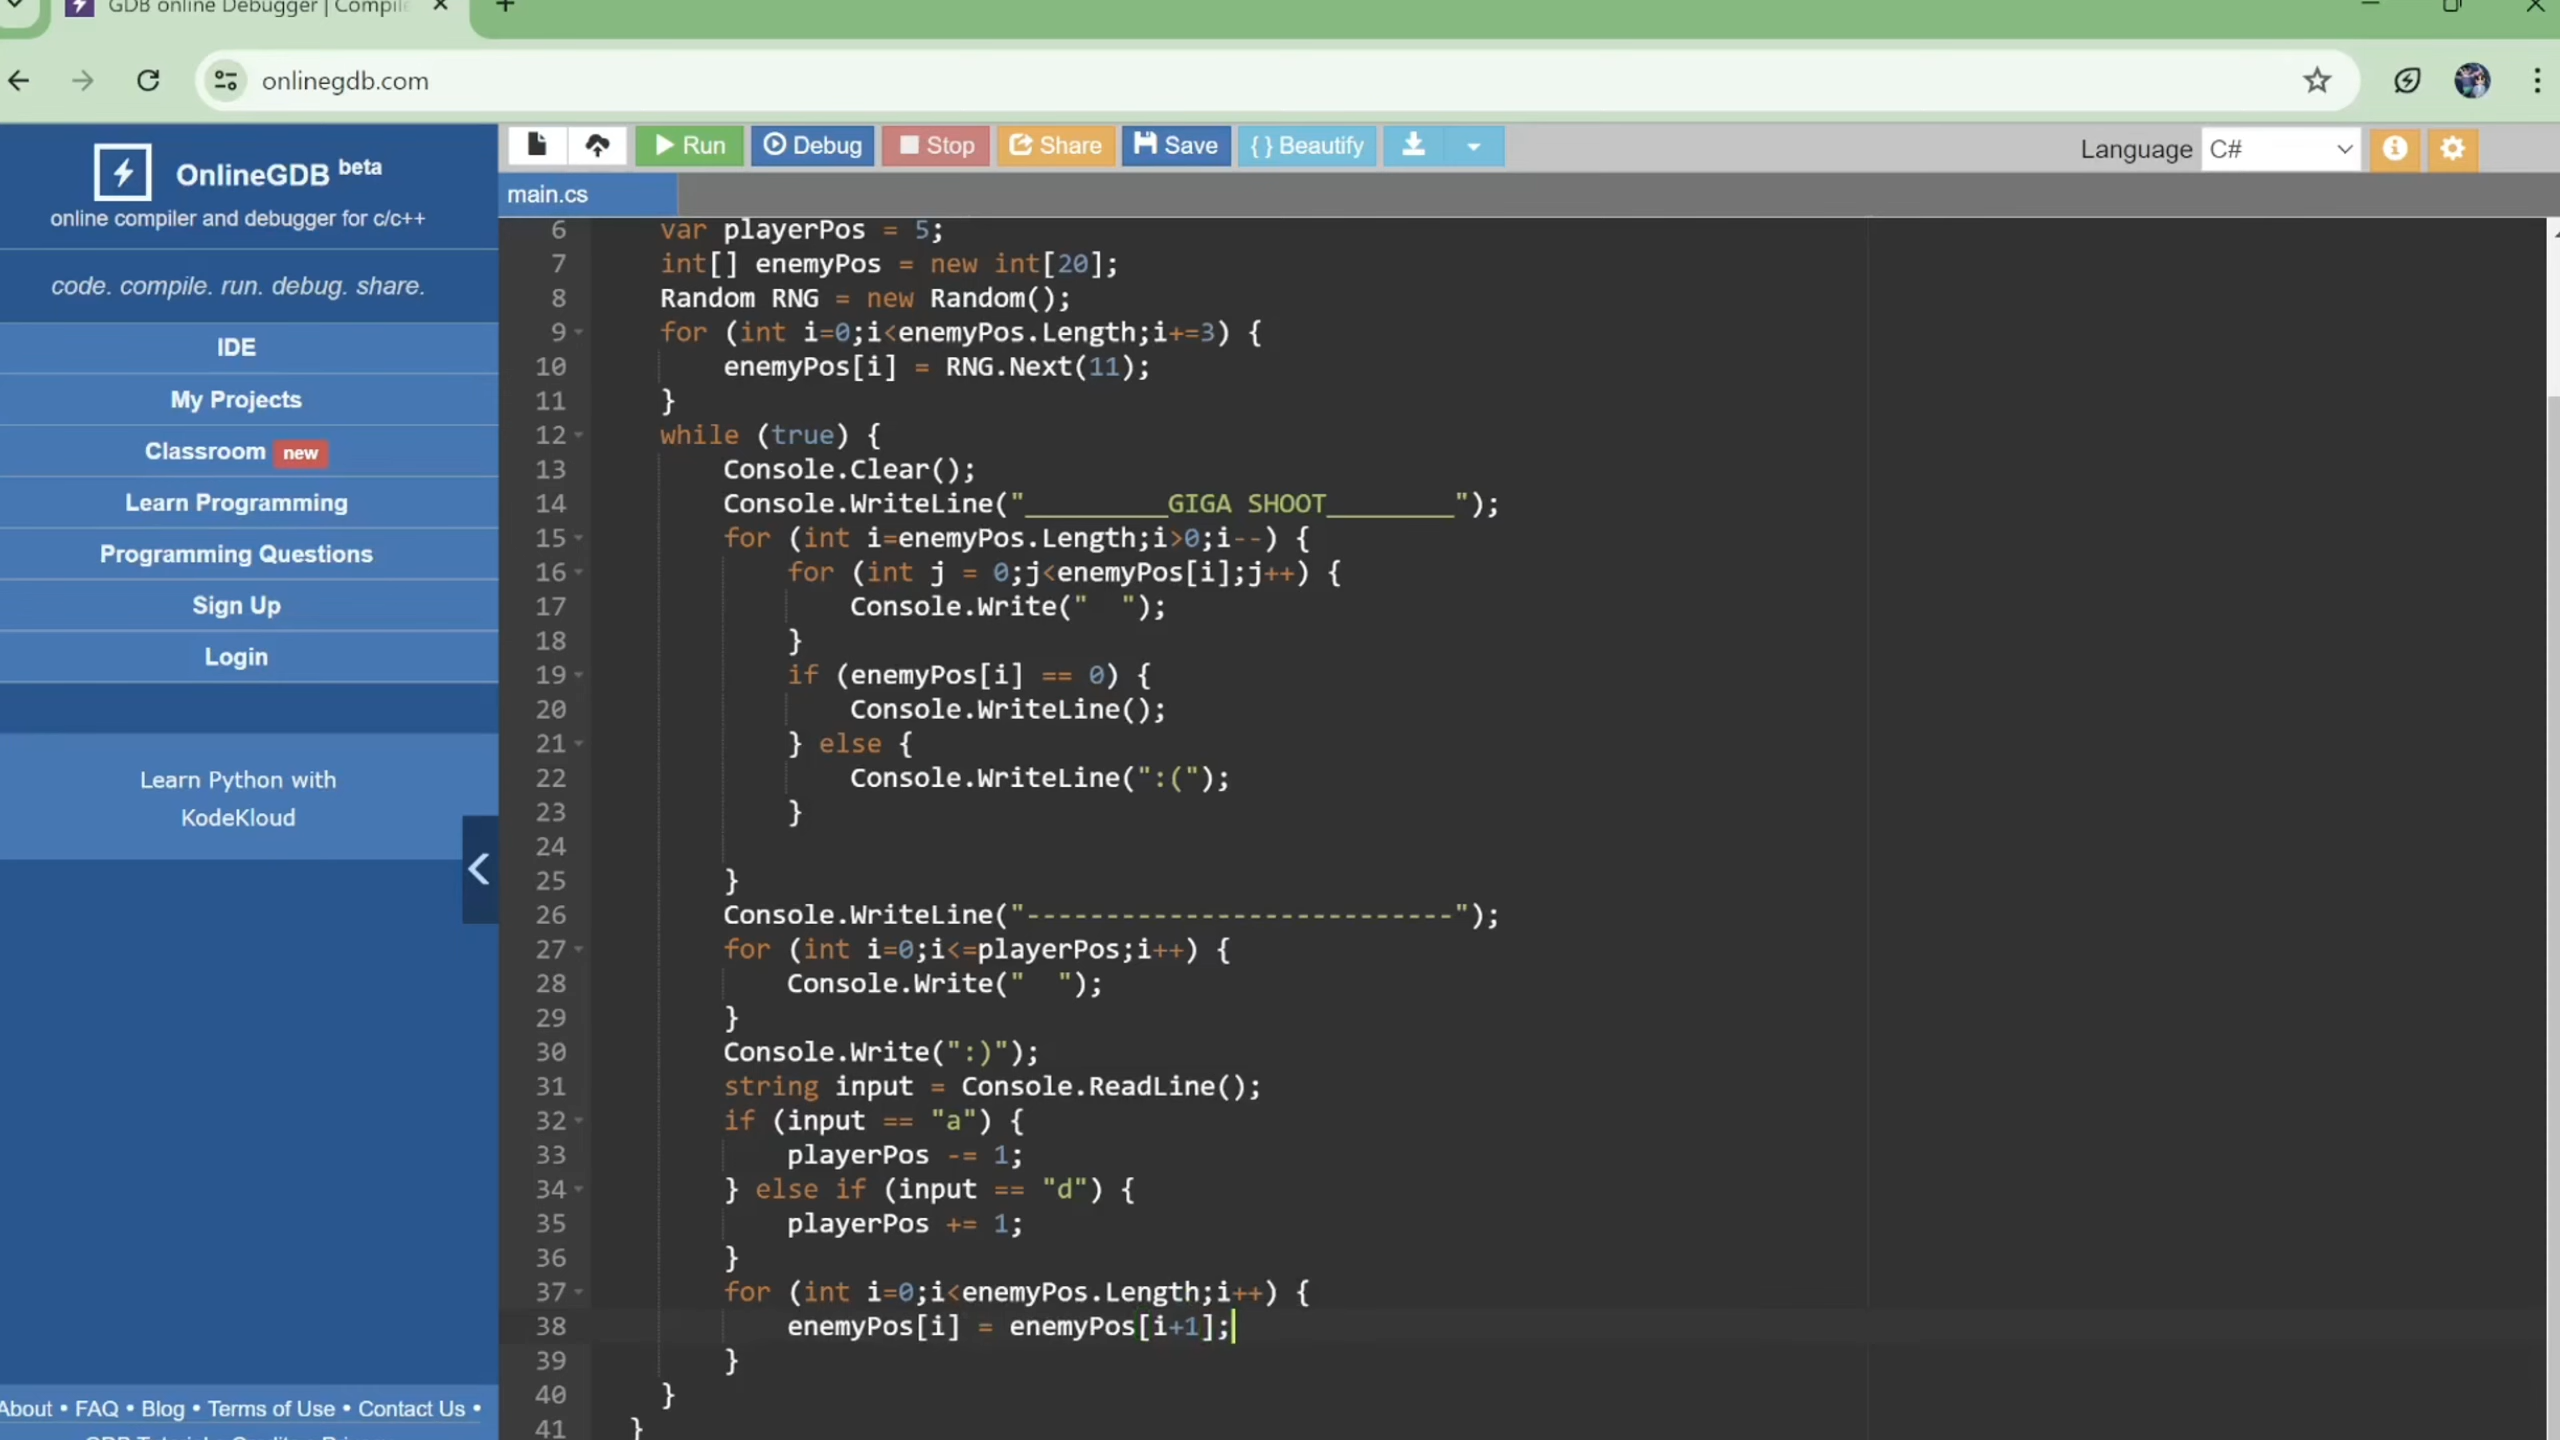 GDB online Debugger | Compile
onlinegdb.com
OnlineGDB beta
online compiler and debugger for c/c++
code. compile. run. debug. share.
IDE
My Projects
Classroom new
Learn Programming
Programming Questions
Sign Up
Login
Learn Python with
KodeKloud
About • FAQ • Blog • Terms of Use • Contact Us •
Run Debug Stop Share Save { } Beautify
Language C#
main.cs
6 var playerPos = 5;
7 int[] enemyPos = new int[20];
8 Random RNG = new Random();
9 for (int i=0;i<enemyPos.Length;i+=3) {
10 enemyPos[i] = RNG.Next(11);
11 }
12 while (true) {
13 Console.Clear();
14 Console.WriteLine("_________GIGA SHOOT________");
15 for (int i=enemyPos.Length;i>0;i--) {
16 for (int j = 0;j<enemyPos[i];j++) {
17 Console.Write("  ");
18 }
19 if (enemyPos[i] == 0) {
20 Console.WriteLine();
21 } else {
22 Console.WriteLine(":(");
23 }
24
25 }
26 Console.WriteLine("---------------------------");
27 for (int i=0;i<=playerPos;i++) {
28 Console.Write("  ");
29 }
30 Console.Write(":)");
31 string input = Console.ReadLine();
32 if (input == "a") {
33 playerPos -= 1;
34 } else if (input == "d") {
35 playerPos += 1;
36 }
37 for (int i=0;i<enemyPos.Length;i++) {
38 enemyPos[i] = enemyPos[i+1];
39 }
40 }
41 }